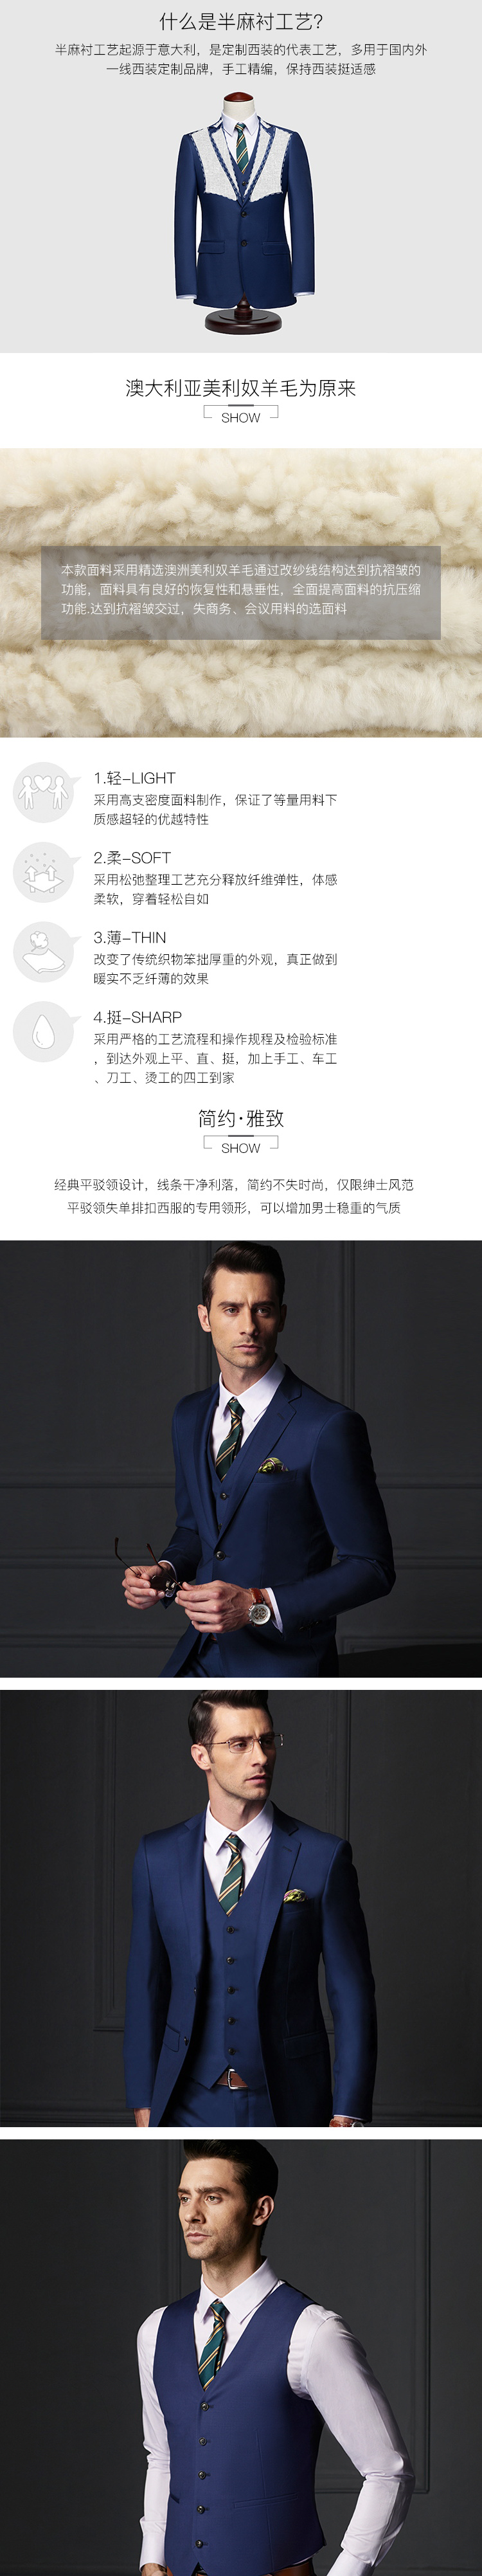 什么是半麻衬工艺?
半麻衬工艺起源于意大利，是定制西装的代表工艺，多用于国内外
一线西装定制品牌，手工精编，保持西装挺适感
澳大利亚美利奴羊毛为原来
SHOW
本款面料采用精选澳洲美利奴羊毛通过改纱线结构达到抗褶皱的
功能，面料具有良好的恢复性和悬垂性，全面提高面料的抗压缩
功能.达到抗褶皱交过，失商务、会议用料的选面料
1.轻-LIGHT
采用高支密度面料制作，保证了等量用料下
质感超轻的优越特性
2.柔-SOFT
采用松弛整理工艺充分释放纤维弹性，体感
柔软，穿着轻松自如
3.薄-THIN
改变了传统织物笨拙厚重的外观，真正做到
暖实不乏纤薄的效果
4.挺-SHARP
采用严格的工艺流程和操作规程及检验标准
，到达外观上平、直、挺，加上手工、车工
、刀工、烫工的四工到家
简约·雅致
SHOW
经典平驳领设计，线条干净利落，简约不失时尚，仅限绅士风范
平驳领失单排扣西服的专用领形，可以增加男士稳重的气质